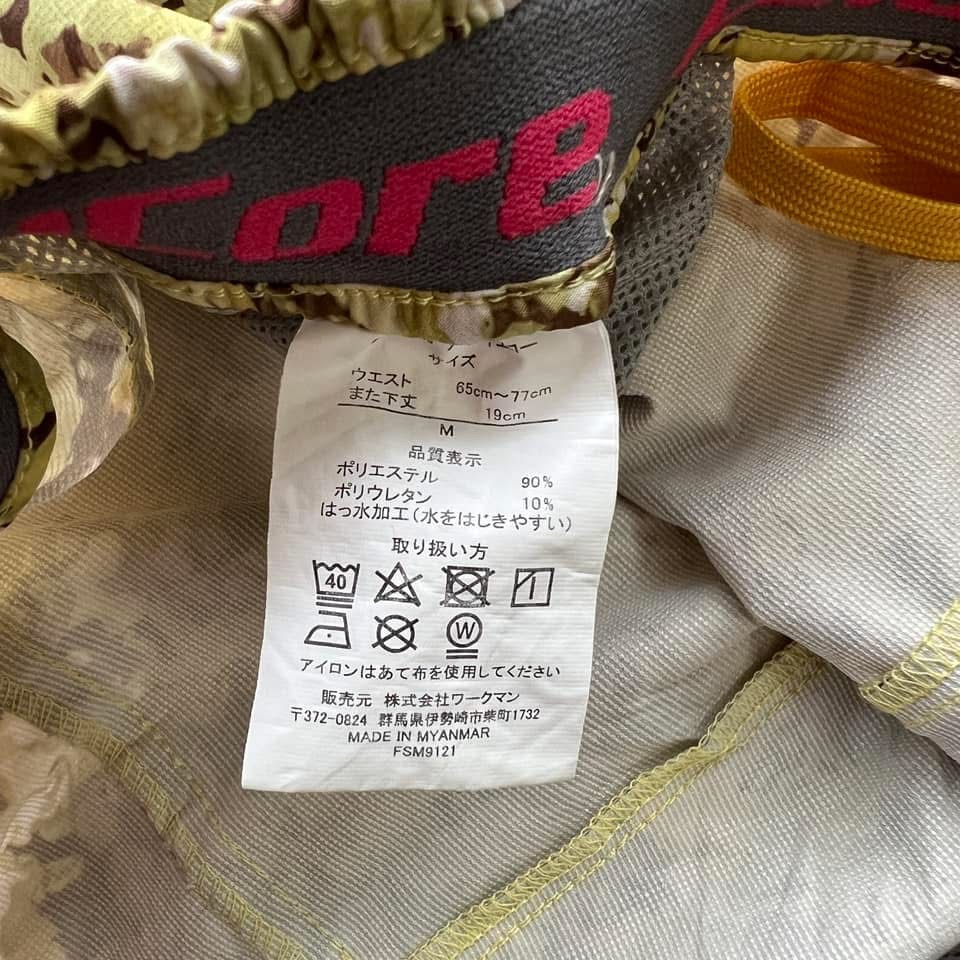 Core
サイズ
ウエスト 65cm～77cm
また下丈 19cm
M
品質表示
ポリエステル 90%
ポリウレタン 10%
はっ水加工(水をはじきやすい)
取り扱い方
40
W
アイロンはあて布を使用してください
販売元 株式会社ワークマン
〒372-0824 群馬県伊勢崎市柴町1732
MADE IN MYANMAR
FSM9121